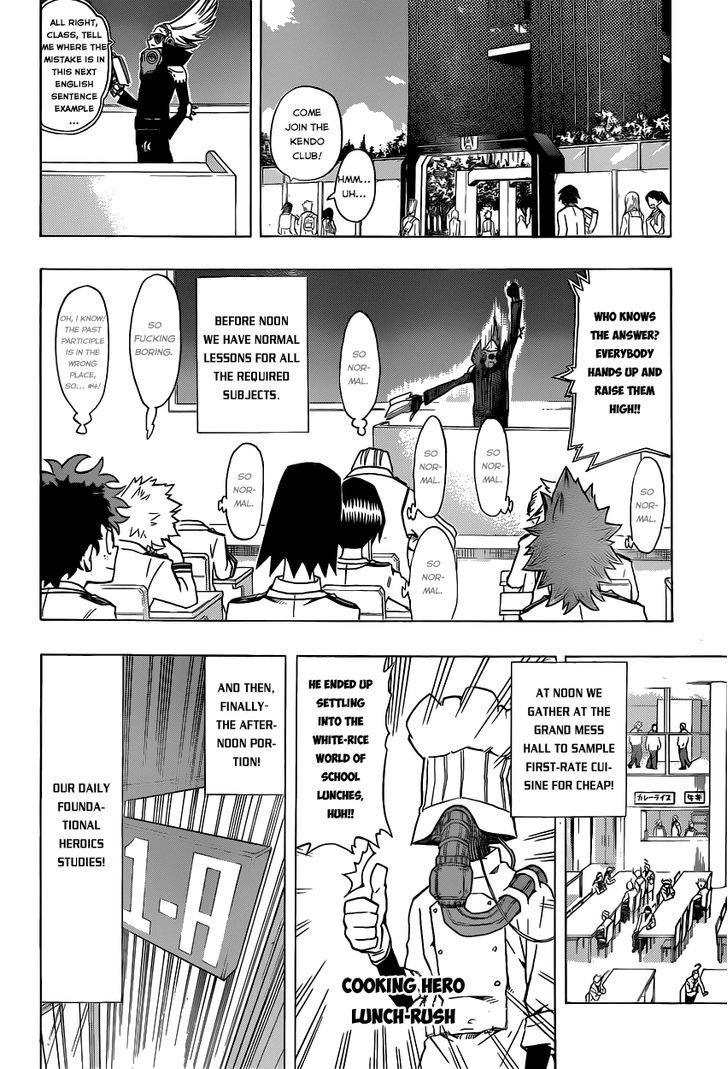 COME
JOIN THE
KENDO
CLUB!
HMM...
UH...
ALL RIGHT,
CLASS, TELL
ME WHERE THE
MISTAKE IS IN
THIS NEXT
ENGLISH
SENTENCE
EXAMPLE
...
WHO KNOWS
THE ANSWER?
EVERYBODY
HANDS UP AND
RAISE THEM
HIGH!!
SO
NOR-
MAL.
SO
NOR-
MAL.
SO
NOR-
MAL.
SO
NOR-
MAL.
SO
NOR-
MAL.
BEFORE NOON
WE HAVE NORMAL
LESSONS FOR ALL
THE REQUIRED
SUBJECTS.
SO
NOR-
MAL.
SO
FUCKING
BORING.
OH, I KNOW!
THE PAST
PARTICIPLE
IS IN THE
WRONG
PLACE,
SO... #4!
AT NOON WE
GATHER AT THE
GRAND MESS
HALL TO SAMPLE
FIRST-RATE CUI-
SINE FOR CHEAP!
カレーライス
HE ENDED UP
SETTLING
INTO THE
WHITE-RICE
WORLD OF
SCHOOL
LUNCHES,
HUH!!
COOKING HERO
LUNCH-RUSH
AND THEN,
FINALLY-
THE AFTER-
NOON POR-
TION!
OUR DAILY
FOUNDA-
TIONAL
HEROICS
STUDIES!
1-A